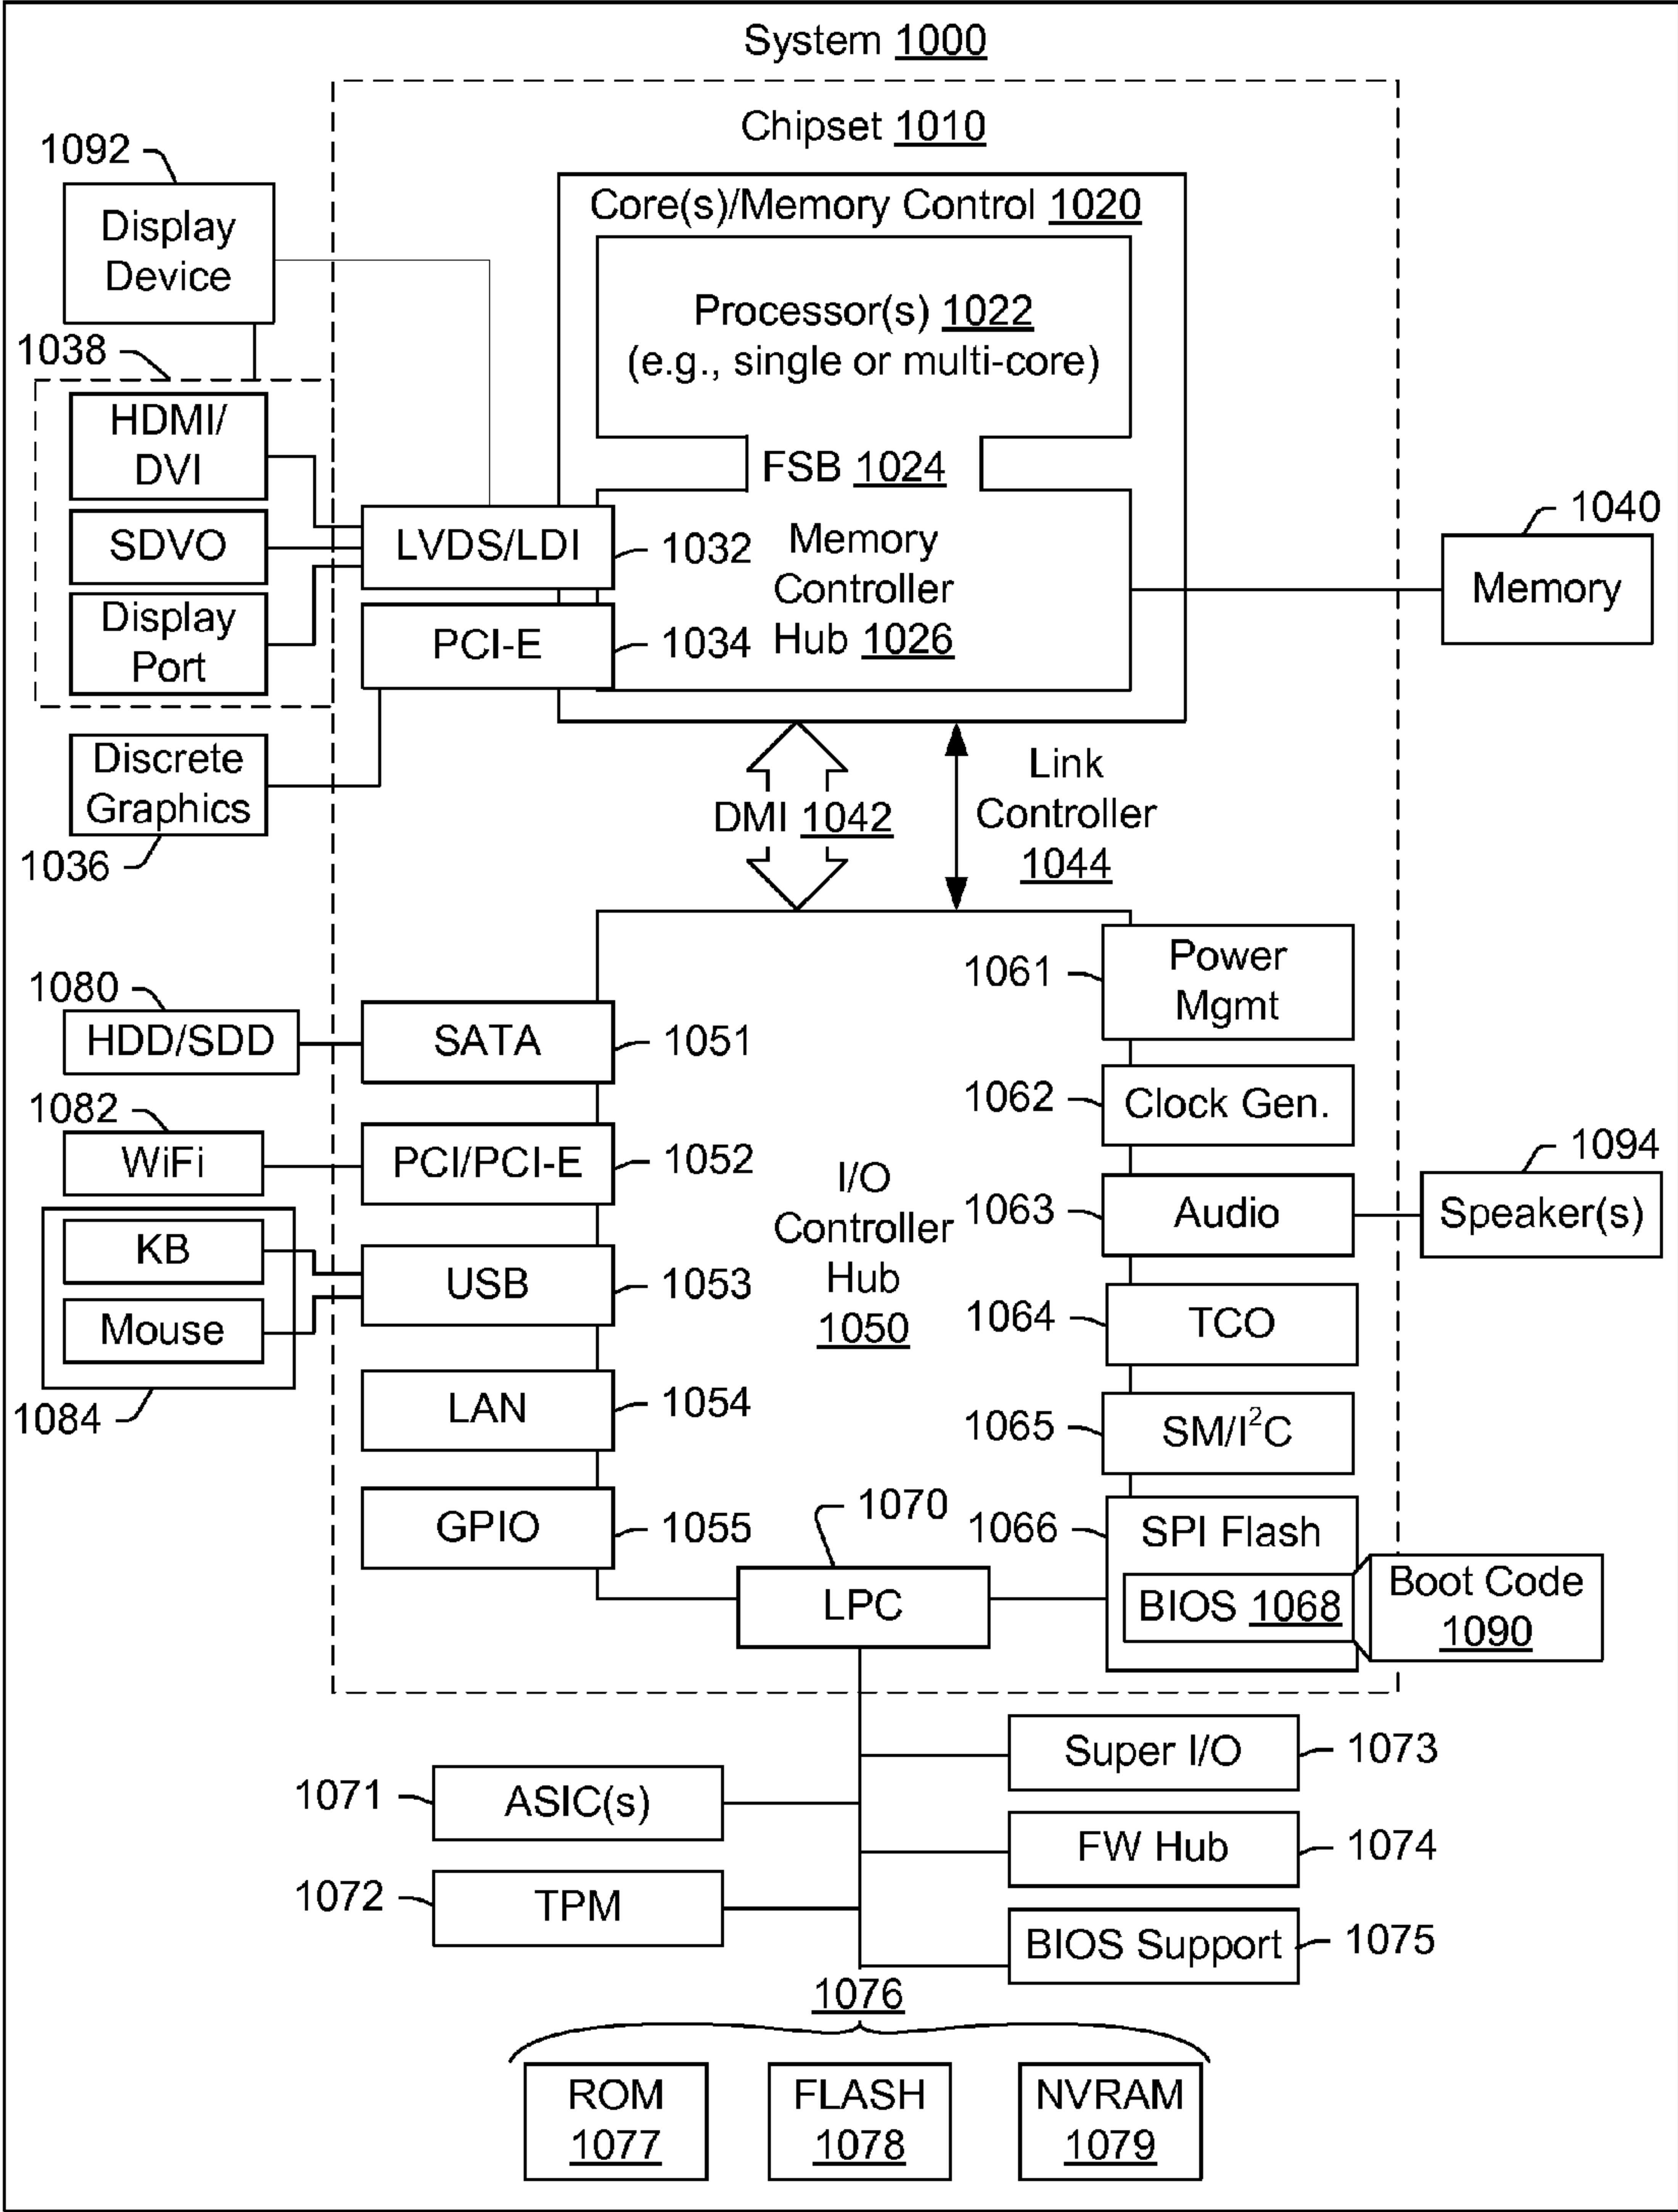 System 1000
Chipset 1010
1092
Display
Device
Core(s)/Memory Control 1020
Processor(s) 1022
(e.g., single or multi-core)
FSB 1024
Memory
Controller
Hub 1026
1038
HDMI/
DVI
SDVO
Display
Port
LVDS/LDI
1032
PCI-E
1034
1040
Memory
Discrete
Graphics
1036
DMI 1042
Link
Controller
1044
1080
HDD/SDD
SATA
1051
1082
WiFi
PCI/PCI-E
1052
KB
Mouse
1084
USB
1053
LAN
1054
GPIO
1055
I/O
Controller
Hub
1050
1061
Power
Mgmt
1062
Clock Gen.
1063
Audio
1094
Speaker(s)
1064
TCO
1065
SM/I²C
1066
SPI Flash
BIOS 1068
Boot Code
1090
1070
LPC
1071
ASIC(s)
1072
TPM
Super I/O
1073
FW Hub
1074
BIOS Support
1075
1076
ROM
1077
FLASH
1078
NVRAM
1079